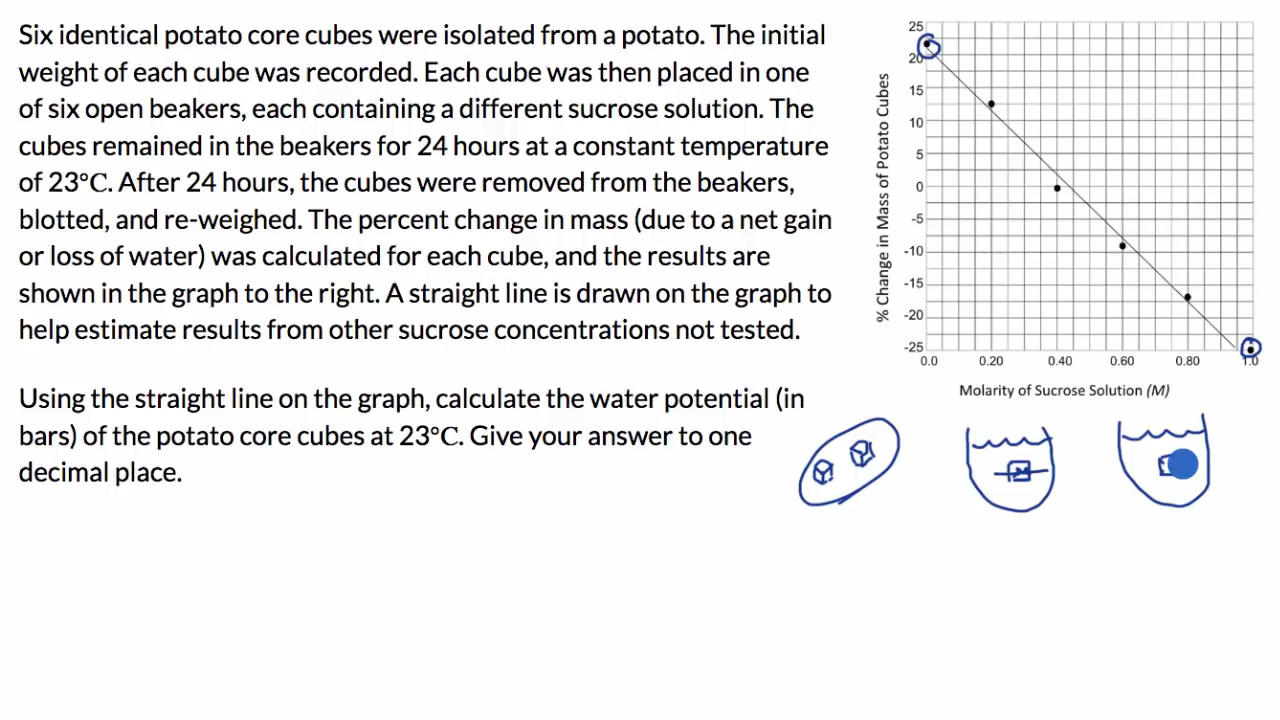 Six identical potato core cubes were isolated from a potato. The initial
weight of each cube was recorded. Each cube was then placed in one
of six open beakers, each containing a different sucrose solution. The
cubes remained in the beakers for 24 hours at a constant temperature
of 23°C. After 24 hours, the cubes were removed from the beakers,
blotted, and re-weighed. The percent change in mass (due to a net gain
or loss of water) was calculated for each cube, and the results are
shown in the graph to the right. A straight line is drawn on the graph to
help estimate results from other sucrose concentrations not tested.
Using the straight line on the graph, calculate the water potential (in
bars) of the potato core cubes at 23°C. Give your answer to one
decimal place.
% Change in Mass of Potato Cubes
25
20
15
10
5
0
-5
-10
-15
-20
-25
0.0 0.20 0.40 0.60 0.80 1.0
Molarity of Sucrose Solution (M)